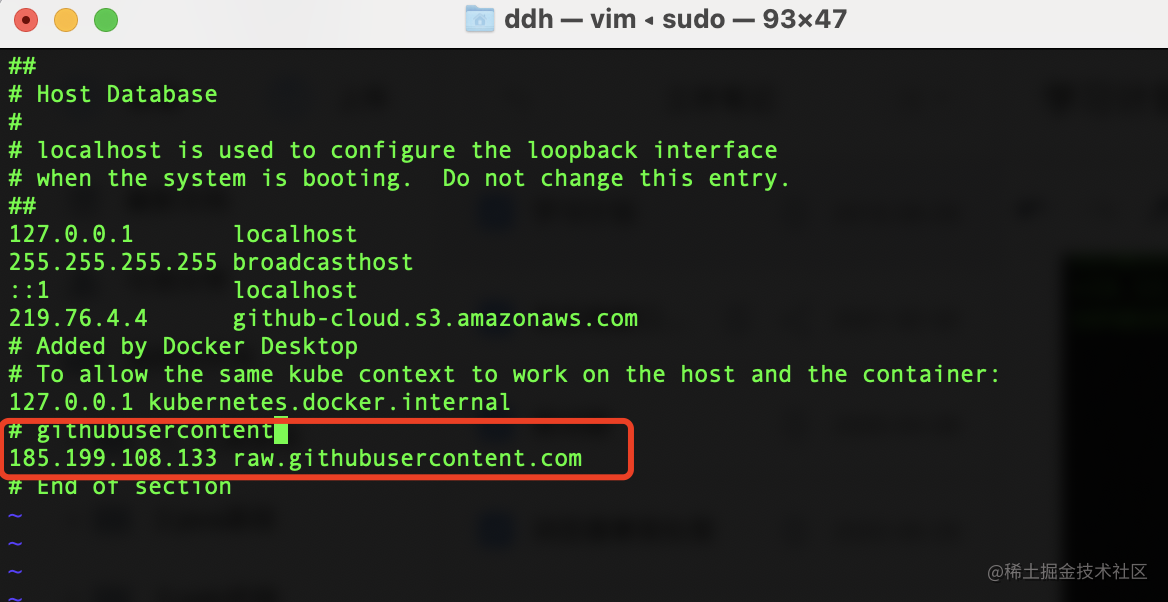 ddh — vim ◂ sudo — 93×47
##
# Host Database
#
# localhost is used to configure the loopback interface
# when the system is booting.  Do not change this entry.
##
127.0.0.1       localhost
255.255.255.255 broadcasthost
::1             localhost
219.76.4.4      github-cloud.s3.amazonaws.com
# Added by Docker Desktop
# To allow the same kube context to work on the host and the container:
127.0.0.1 kubernetes.docker.internal
# githubusercontent
185.199.108.133 raw.githubusercontent.com
# End of section
~
~
~
~
@稀土掘金技术社区